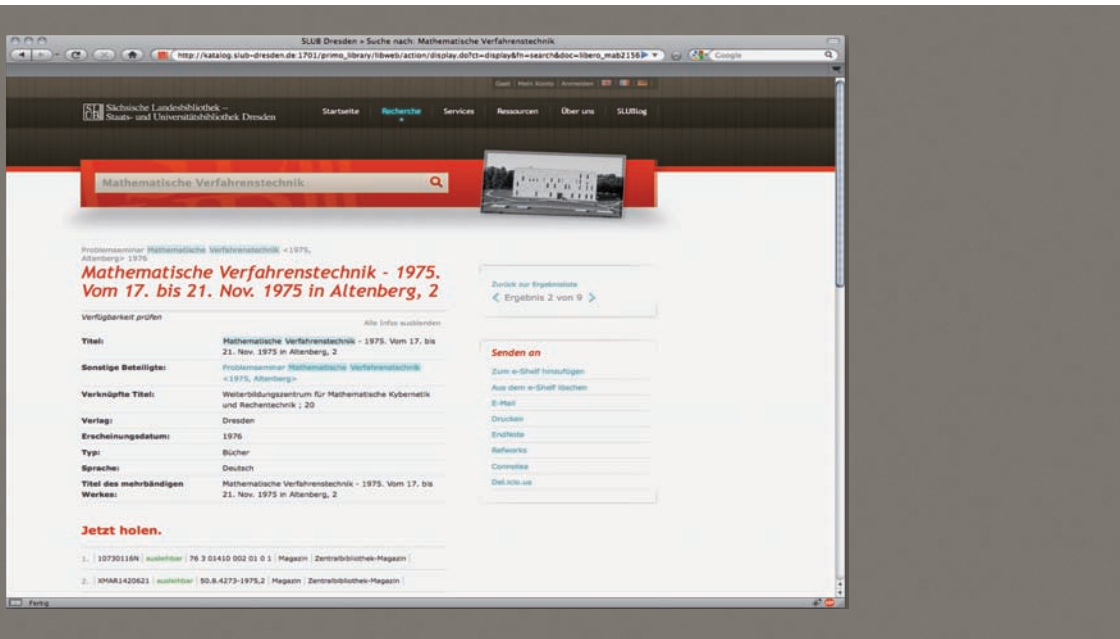 SLUB Dresden » Suche nach: Mathematische Verfahrenstechnik
http://katalog.slub-dresden.de:1701/primo_library/libweb/action/display.do?ct=display&fn=search&doc=libero_mab2156
Google
Gast | Mein Konto | Anmelden
SLUB Sächsische Landesbibliothek –
Staats- und Universitätsbibliothek Dresden
Startseite Recherche Services Ressourcen Über uns SLUBlog
Mathematische Verfahrenstechnik
Problemseminar Mathematische Verfahrenstechnik <1975,
Altenberg> 1976
Mathematische Verfahrenstechnik - 1975.
Vom 17. bis 21. Nov. 1975 in Altenberg, 2
Verfügbarkeit prüfen
Alle Infos ausblenden
Titel: Mathematische Verfahrenstechnik - 1975. Vom 17. bis
21. Nov. 1975 in Altenberg, 2
Sonstige Beteiligte: Problemseminar Mathematische Verfahrenstechnik
<1975, Altenberg>
Verknüpfte Titel: Weiterbildungszentrum für Mathematische Kybernetik
und Rechentechnik ; 20
Verlag: Dresden
Erscheinungsdatum: 1976
Typ: Bücher
Sprache: Deutsch
Titel des mehrbändigen Mathematische Verfahrenstechnik - 1975. Vom 17. bis
Werkes: 21. Nov. 1975 in Altenberg, 2
Jetzt holen.
1. | 10730116N | ausleihbar | 76 3 01410 002 01 0 1 | Magazin | Zentralbibliothek-Magazin |
2. | XMAR1420621 | ausleihbar | 50.8.4273-1975,2 | Magazin | Zentralbibliothek-Magazin |
Zurück zur Ergebnisliste
Ergebnis 2 von 9
Senden an
Zum e-Shelf hinzufügen
Aus dem e-Shelf löschen
E-Mail
Drucken
EndNote
Refworks
Connotea
Del.icio.us
Fertig